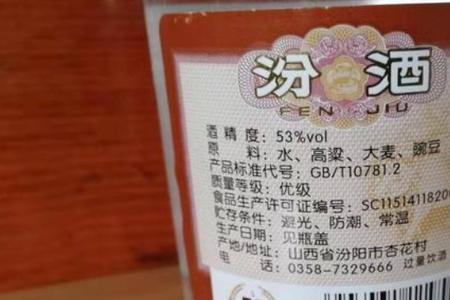 汾酒
FEN JIU
酒精度：53%vol
原料：水、高粱、大麦、豌豆
产品标准代号：GB/T10781.2
质量等级：优级
食品生产许可证编号：SC1151411820
贮存条件：避光、防潮、常温
生产日期：见瓶盖
产地/地址：山西省汾阳市杏花村
电话：0358-7329666 过量饮酒